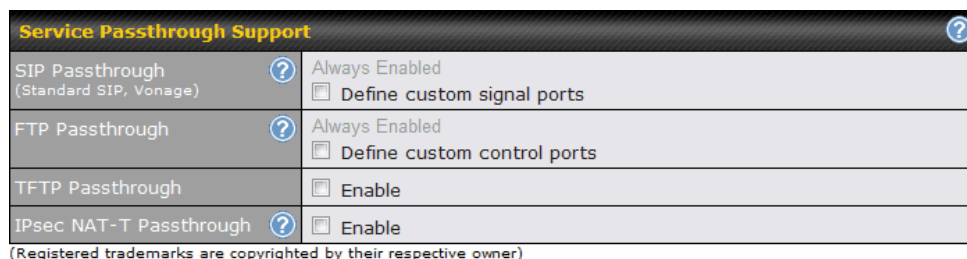 Service Passthrough Support
SIP Passthrough
(Standard SIP, Vonage)
Always Enabled
Define custom signal ports
FTP Passthrough
Always Enabled
Define custom control ports
TFTP Passthrough
Enable
IPsec NAT-T Passthrough
Enable
(Registered trademarks are copyrighted by their respective owner)